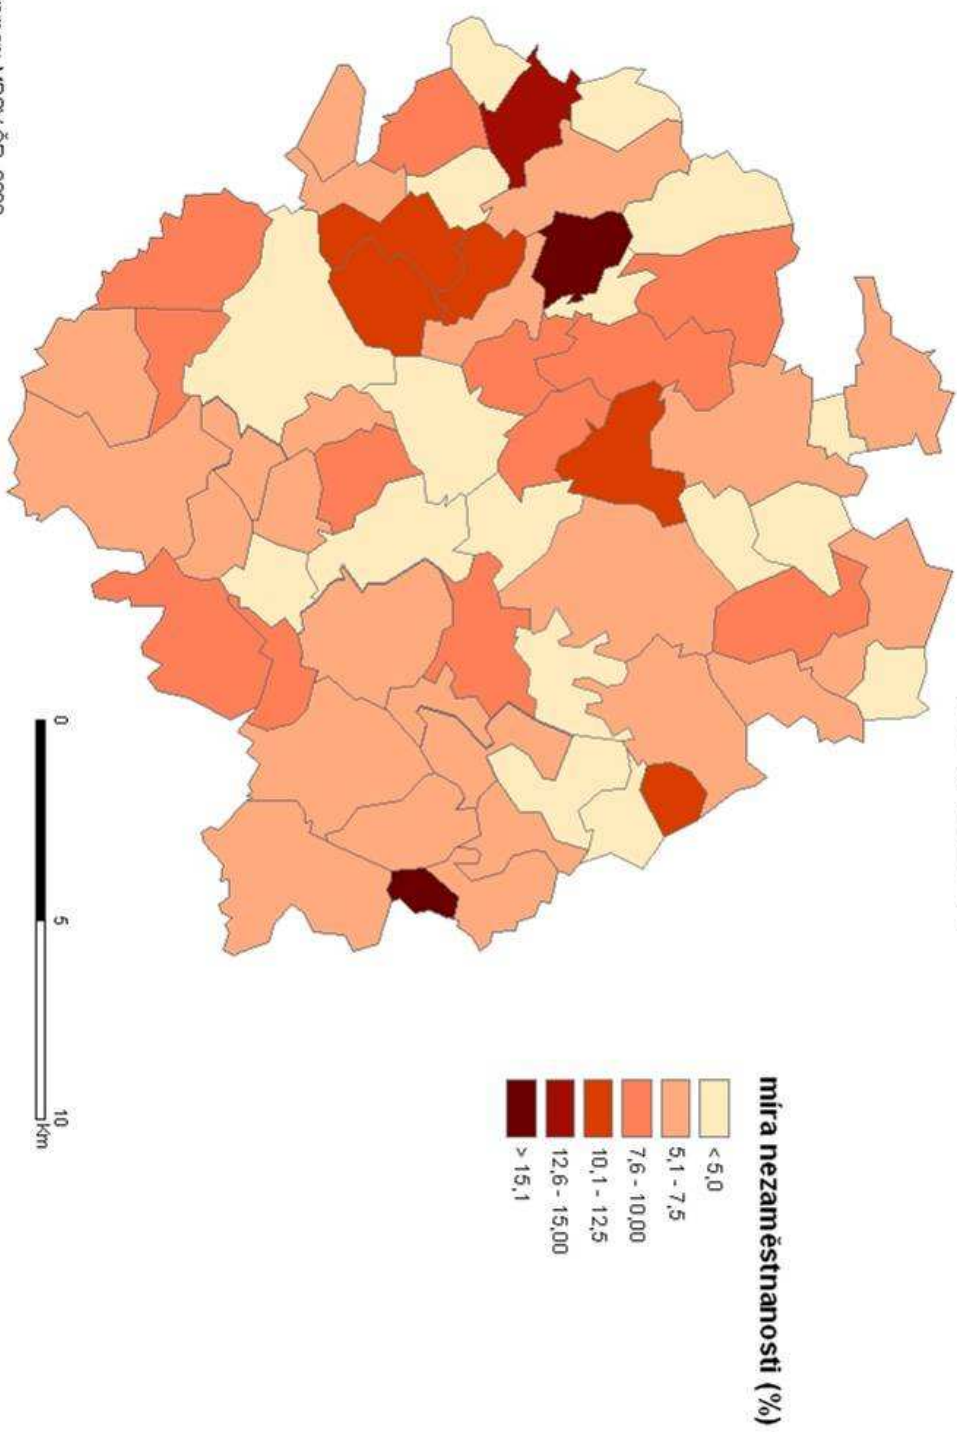 míra nezaměstnanosti (%)
< 5,0
5,1 - 7,5
7,6 - 10,00
10,1 - 12,5
12,6 - 15,00
> 15,1
0 5 10
Km